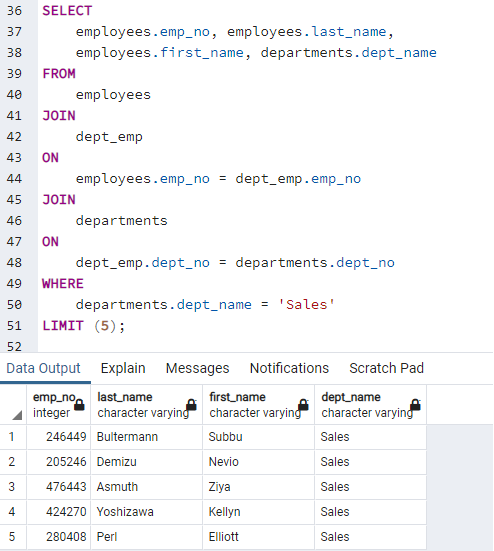 36 SELECT
37 employees.emp_no, employees.last_name,
38 employees.first_name, departments.dept_name
39 FROM
40 employees
41 JOIN
42 dept_emp
43 ON
44 employees.emp_no = dept_emp.emp_no
45 JOIN
46 departments
47 ON
48 dept_emp.dept_no = departments.dept_no
49 WHERE
50 departments.dept_name = 'Sales'
51 LIMIT (5);
52
Data Output Explain Messages Notifications Scratch Pad
emp_no last_name first_name dept_name
integer character varying character varying character varying
1 246449 Bultermann Subbu Sales
2 205246 Demizu Nevio Sales
3 476443 Asmuth Ziya Sales
4 424270 Yoshizawa Kellyn Sales
5 280408 Perl Elliott Sales